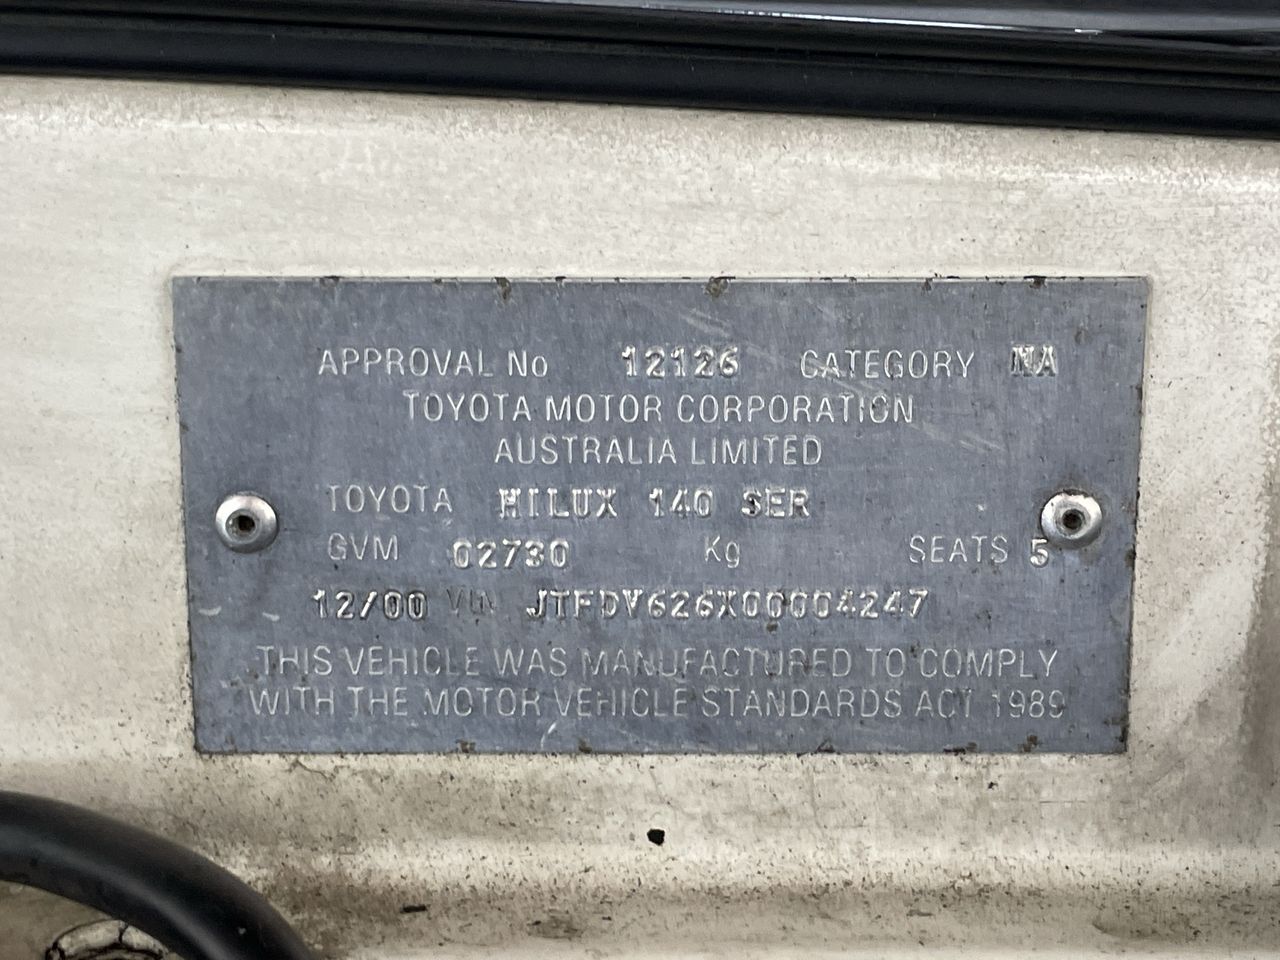 APPROVAL No 12126 CATEGORY NA
TOYOTA MOTOR CORPORATION
AUSTRALIA LIMITED
TOYOTA HILUX 140 SER
GVM 02730 Kg SEATS 5
12/00 VIN JTFDV626X00004247
THIS VEHICLE WAS MANUFACTURED TO COMPLY
WITH THE MOTOR VEHICLE STANDARDS ACT 1989